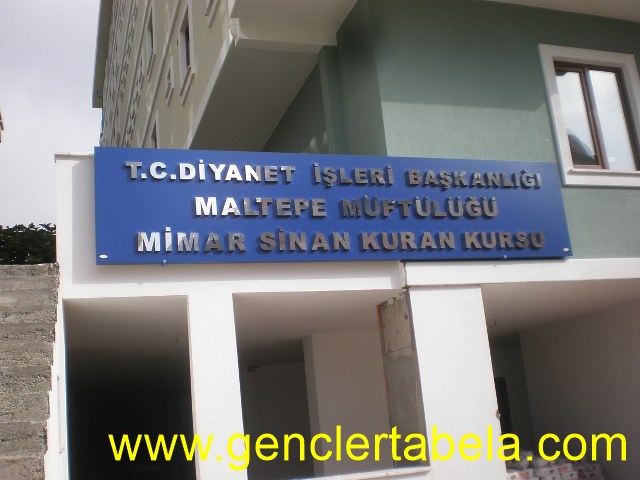 T.C.DİYANET İŞLERİ BAŞKANLIĞI
MALTEPE MÜFTÜLÜĞÜ
MİMAR SİNAN KURAN KURSU
www.genclertabela.com